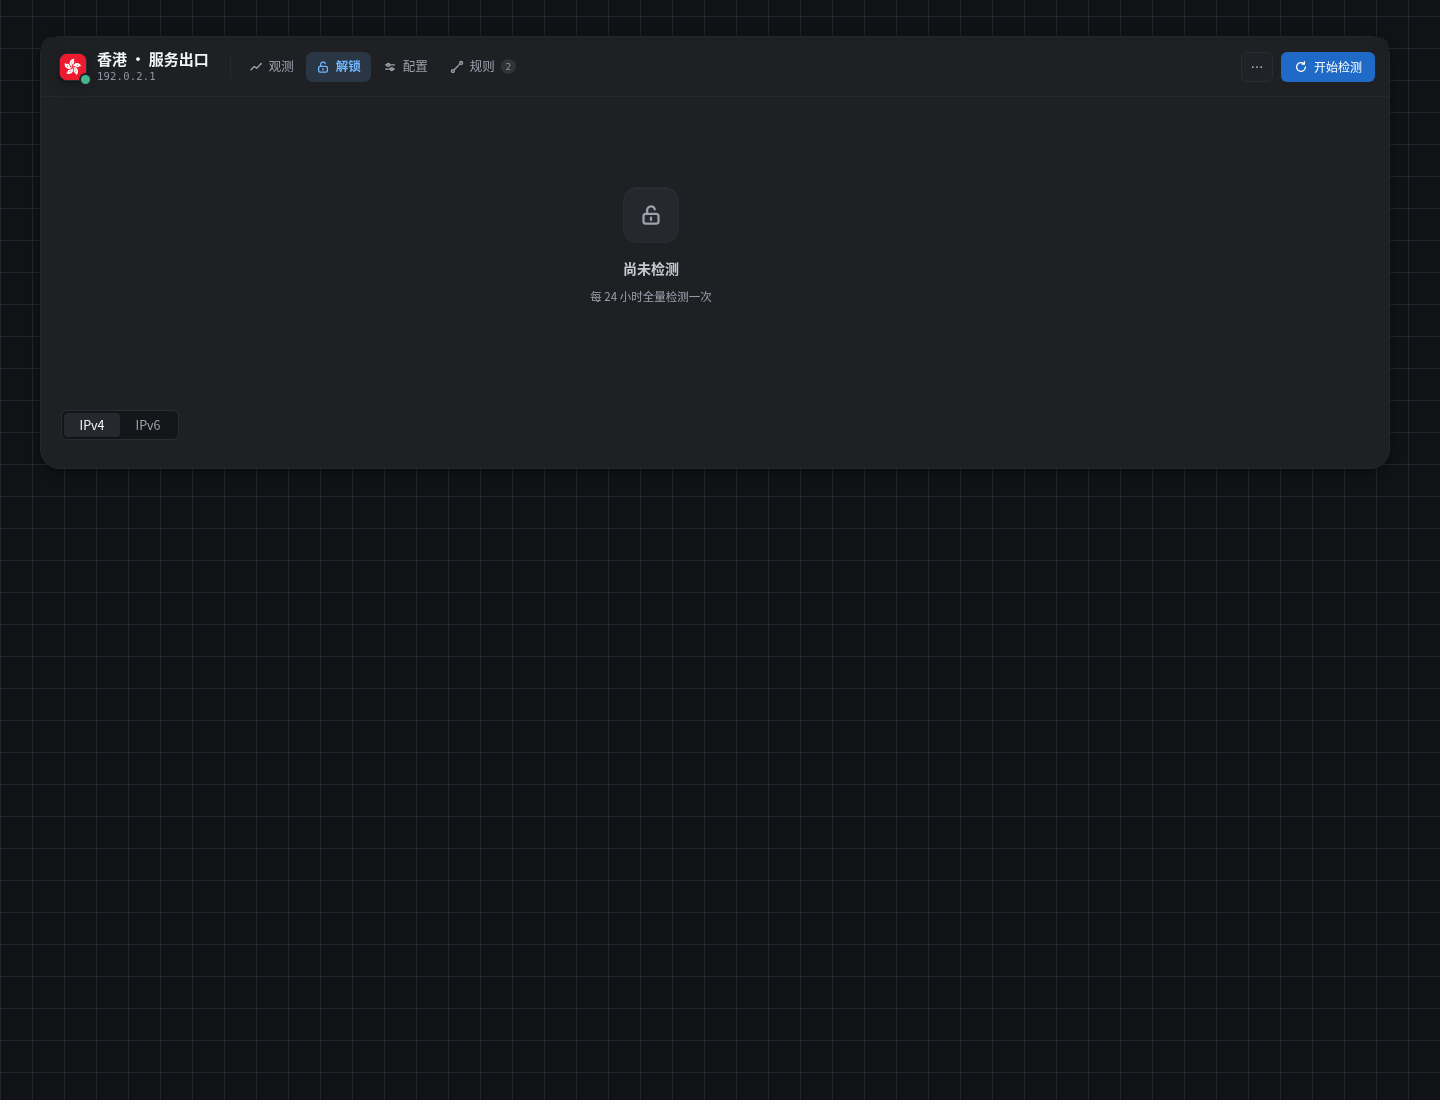 香港 · 服务出口
192.0.2.1
观测
解锁
配置
规则 2
···
开始检测
尚未检测
每 24 小时全量检测一次
IPv4
IPv6